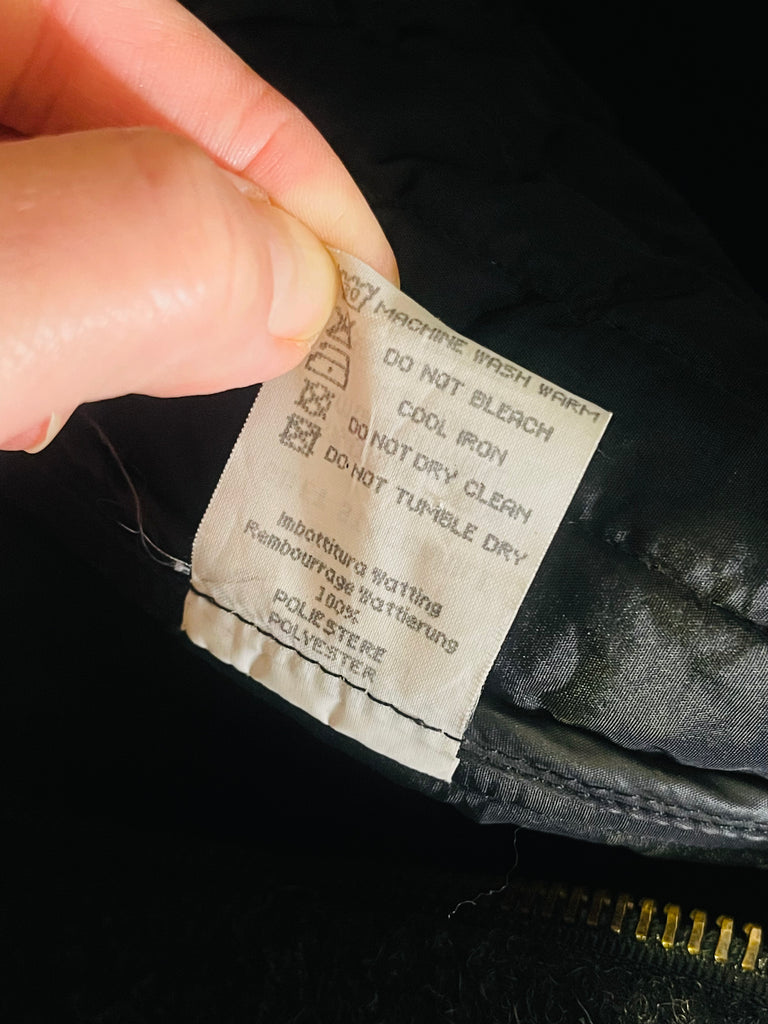 MACHINE WASH WARM
DO NOT BLEACH
COOL IRON
DO NOT DRY CLEAN
DO NOT TUMBLE DRY
Imbottitura Watting
Rembourrage Wattierung
100%
POLIESTERE
POLYESTER